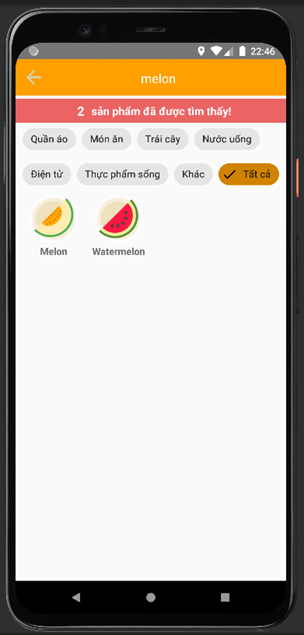 22:46
melon
2 sản phẩm đã được tìm thấy!
Quần áo Món ăn Trái cây Nước uống
Điện tử Thực phẩm sống Khác Tất cả
Melon Watermelon